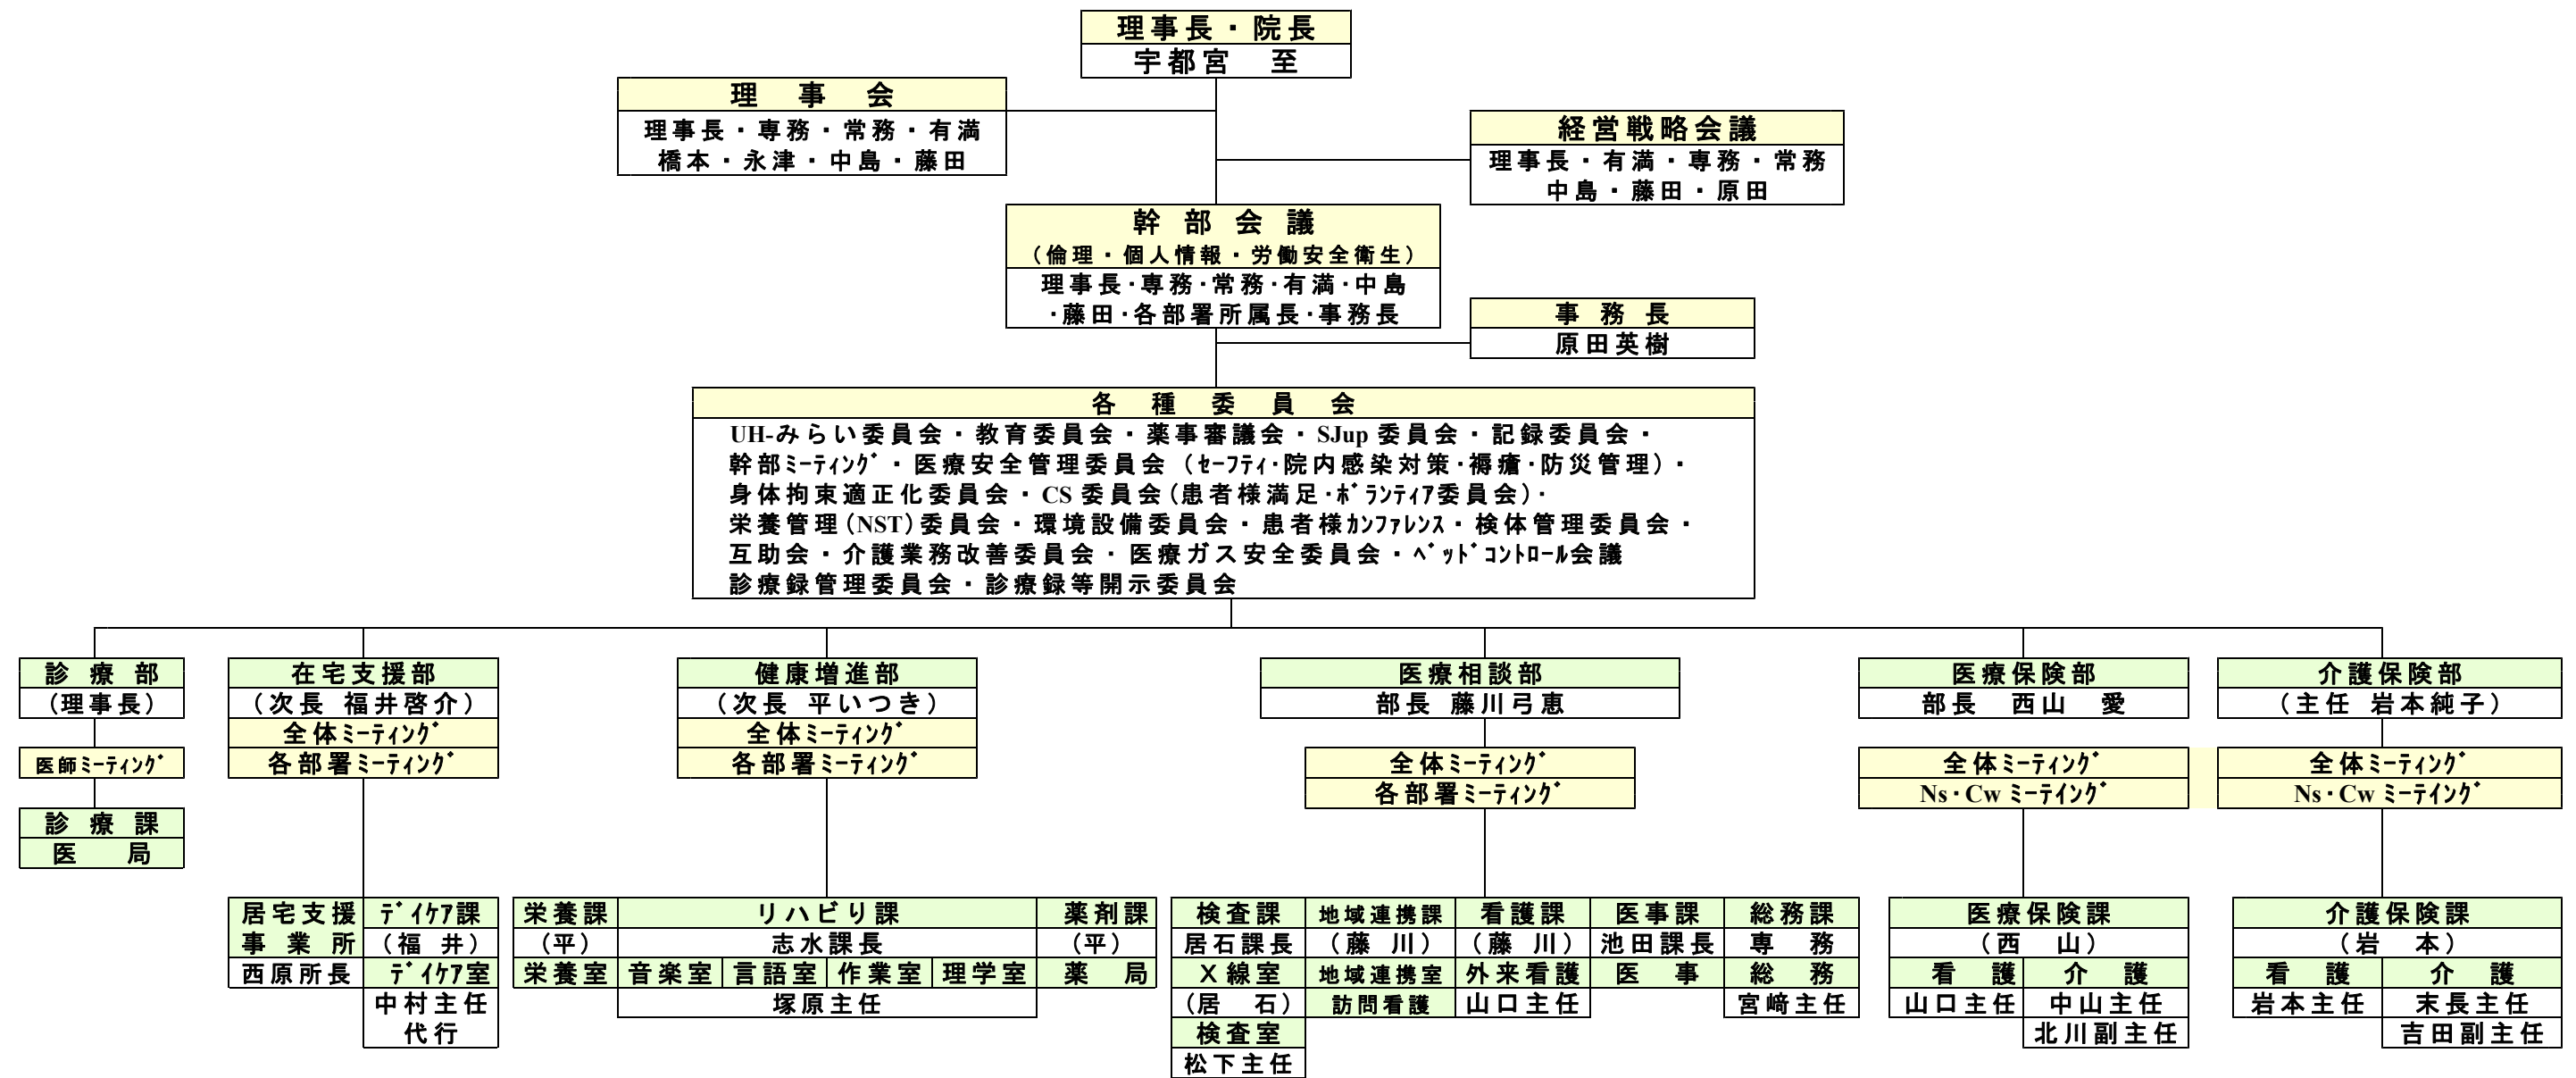 理事長・院長
宇都宮　至
理　事　会
理事長・専務・常務・有満
橋本・永津・中島・藤田
経営戦略会議
理事長・有満・専務・常務
中島・藤田・原田
幹　部　会　議
（倫理・個人情報・労働安全衛生）
理事長・専務・常務・有満・中島
・藤田・各部署所属長・事務長
事　務　長
原田英樹
各　種　委　員　会
UH-みらい委員会・教育委員会・薬事審議会・SJup 委員会・記録委員会・
幹部ﾐｰﾃｨﾝｸﾞ・医療安全管理委員会（ｾｰﾌﾃｨ・院内感染対策・褥瘡・防災管理）・
身体拘束適正化委員会・CS 委員会（患者様満足・ﾎﾞﾗﾝﾃｨｱ委員会）・
栄養管理（NST）委員会・環境設備委員会・患者様ｶﾝﾌｧﾚﾝｽ・検体管理委員会・
互助会・介護業務改善委員会・医療ガス安全委員会・ﾍﾞｯﾄﾞｺﾝﾄﾛｰﾙ会議
診療録管理委員会・診療録等開示委員会
診　療　部
（理事長）
医師ﾐｰﾃｨﾝｸﾞ
診　療　課
医　　局
在宅支援部
（次長 福井啓介）
全体ﾐｰﾃｨﾝｸﾞ
各部署ﾐｰﾃｨﾝｸﾞ
居宅支援
事　業　所
西原所長
ﾃﾞｲｹｱ課
（福　井）
ﾃﾞｲｹｱ室
中村主任
代行
健康増進部
（次長 平いつき）
全体ﾐｰﾃｨﾝｸﾞ
各部署ﾐｰﾃｨﾝｸﾞ
栄養課
（平）
栄養室
リハビり課
志水課長
音楽室 言語室 作業室 理学室
塚原主任
薬剤課
（平）
薬　　局
医療相談部
部長 藤川弓恵
全体ﾐｰﾃｨﾝｸﾞ
各部署ﾐｰﾃｨﾝｸﾞ
検査課
居石課長
X線室
（居　石）
検査室
松下主任
地域連携課
（藤　川）
地域連携室
訪問看護
看護課
（藤　川）
外来看護
山口主任
医事課
池田課長
医　　事
総務課
専　　務
総　　務
宮﨑主任
医療保険部
部長　西山　愛
全体ﾐｰﾃｨﾝｸﾞ
Ns・Cw ﾐｰﾃｲﾝｸﾞ
医療保険課
（西　　山）
看　　護
山口主任
介　　護
中山主任
北川副主任
介護保険部
（主任 岩本純子）
全体ﾐｰﾃｨﾝｸﾞ
Ns・Cw ﾐｰﾃｲﾝｸﾞ
介護保険課
（岩　　本）
看　　護
岩本主任
介　　護
末長主任
吉田副主任